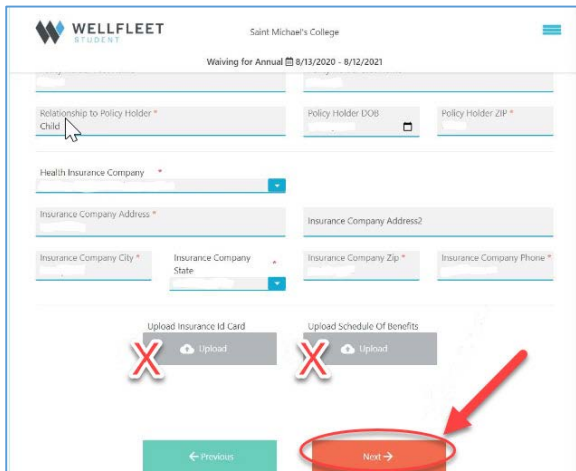 WELLFLEET
STUDENT
Saint Michael's College
Waiving for Annual 8/13/2020 - 8/12/2021
Relationship to Policy Holder *
Child
Policy Holder DOB
Policy Holder ZIP *
Health Insurance Company *
Insurance Company Address *
Insurance Company Address2
Insurance Company City *
Insurance Company
State *
Insurance Company Zip *
Insurance Company Phone *
Upload Insurance Id Card
Upload Schedule Of Benefits
X
Upload
X
Upload
← Previous
Next →